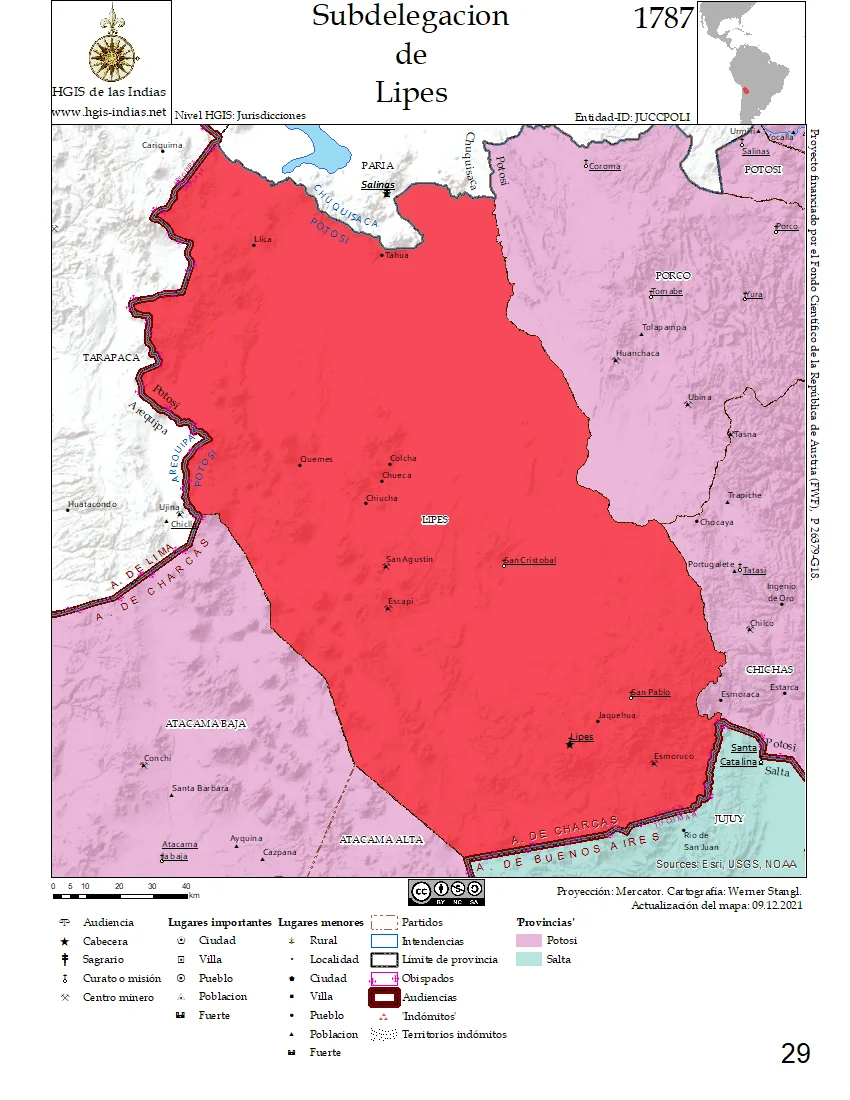 Subdelegacion
de
Lipes
1787
HGIS de las Indias
www.hgis-indias.net
Nivel HGIS: Jurisdicciones
Entidad-ID: JUCCPOLI
Cariquima
PARIA
Salinas
Chuquisaca
Potosi
CHUQUISACA
POTOSI
Coroma
Yocalla
Salinas
POTOSI
Porco
Llica
Tahua
PORCO
Tomabe
Yura
Tolapampa
Huanchaca
TARAPACA
Potosi
Arequipa
AREQUIPA
POTOSI
Ubina
Tasna
Quemes
Colcha
Chueca
Chiucha
Trapiche
Huatacondo
Ujina
LIPES
Chocaya
A. DE LIMA
A. DE CHARCAS
San Agustin
San Cristobal
Portugalete
Tatasi
Ingenio
de Oro
Escapi
Chilco
CHICHAS
San Pablo
Esmoraca
Estarca
ATACAMA BAJA
Jaquehua
Lipes
Conchi
Esmoruco
Santa
Catalina
Potosi
Salta
Santa Barbara
JUJUY
Atacama
la baja
Ayquina
Cazpana
ATACAMA ALTA
A. DE CHARCAS
A. DE BUENOS AIRES
Rio de
San Juan
Sources: Esri, USGS, NOAA
Proyecto financiado por el Fondo Científico de la República de Austria (FWF), P 26379-G18.
0 5 10 20 30 40
km
CC BY NC SA
Proyección: Mercator. Cartografía: Werner Stangl.
Actualización del mapa: 09.12.2021
Audiencia
Cabecera
Sagrario
Curato o misión
Centro minero
Lugares importantes
Ciudad
Villa
Pueblo
Poblacion
Fuerte
Lugares menores
Rural
Localidad
Ciudad
Villa
Pueblo
Poblacion
Fuerte
Partidos
Intendencias
Límite de provincia
Obispados
Audiencias
'Indómitos'
Territorios indómitos
'Provincias'
Potosi
Salta
29